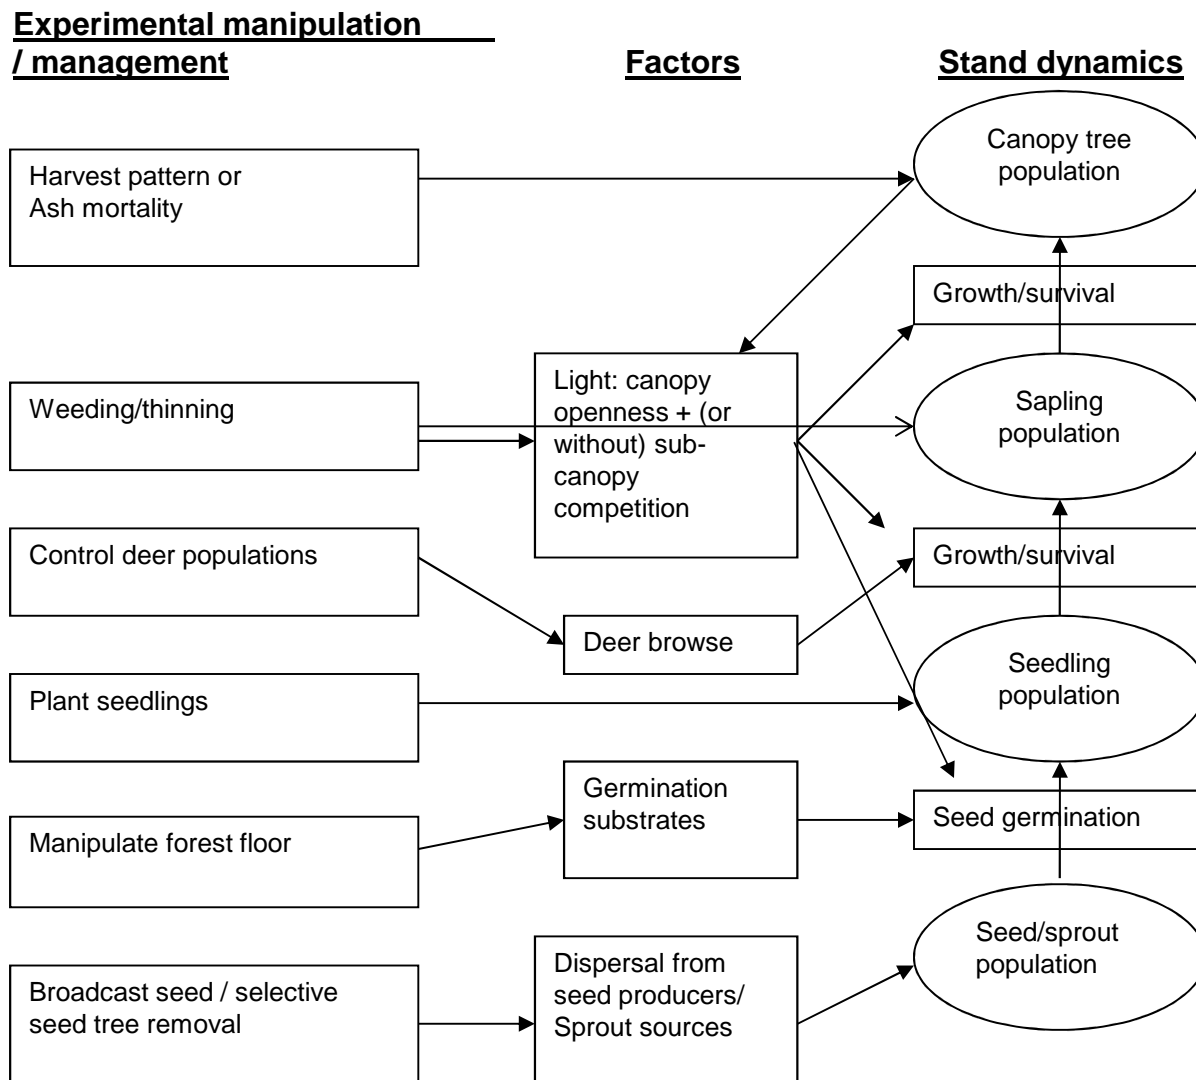 Experimental manipulation
/ management
Factors
Stand dynamics
Harvest pattern or
Ash mortality
Canopy tree
population
Growth/survival
Weeding/thinning
Light: canopy
openness + (or
without) sub-
canopy
competition
Sapling
population
Control deer populations
Growth/survival
Deer browse
Plant seedlings
Seedling
population
Manipulate forest floor
Germination
substrates
Seed germination
Seed/sprout
population
Broadcast seed / selective
seed tree removal
Dispersal from
seed producers/
Sprout sources